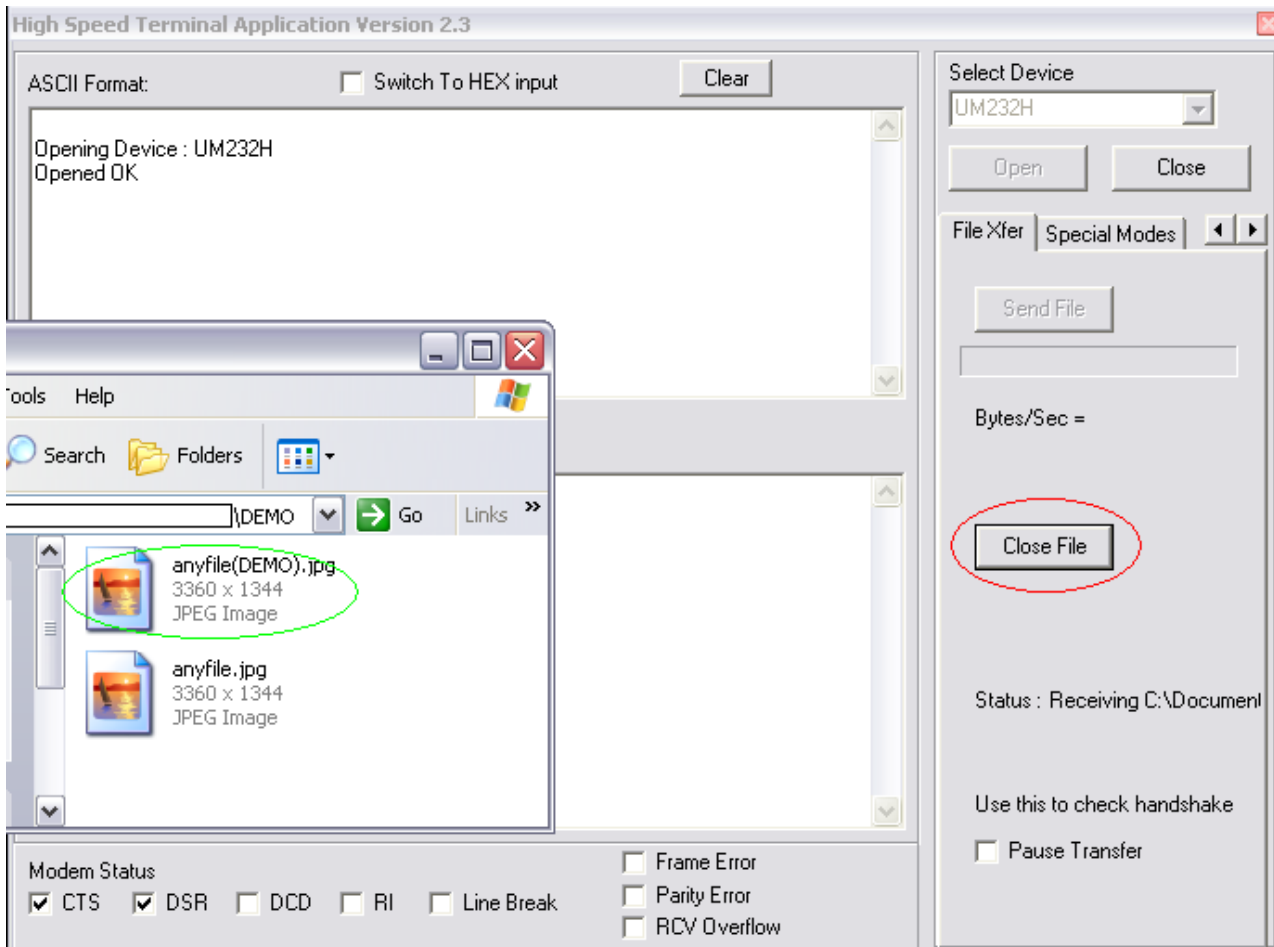 High Speed Terminal Application Version 2.3
ASCII Format:
Switch To HEX input
Clear
Opening Device : UM232H
Opened OK
Tools Help
Search Folders
\DEMO Go Links »
anyfile(DEMO).jpg
3360 x 1344
JPEG Image
anyfile.jpg
3360 x 1344
JPEG Image
Modem Status
CTS DSR DCD RI Line Break
Frame Error
Parity Error
RCV Overflow
Select Device
UM232H
Open Close
File Xfer Special Modes
Send File
Bytes/Sec =
Close File
Status : Receiving C:\Document
Use this to check handshake
Pause Transfer